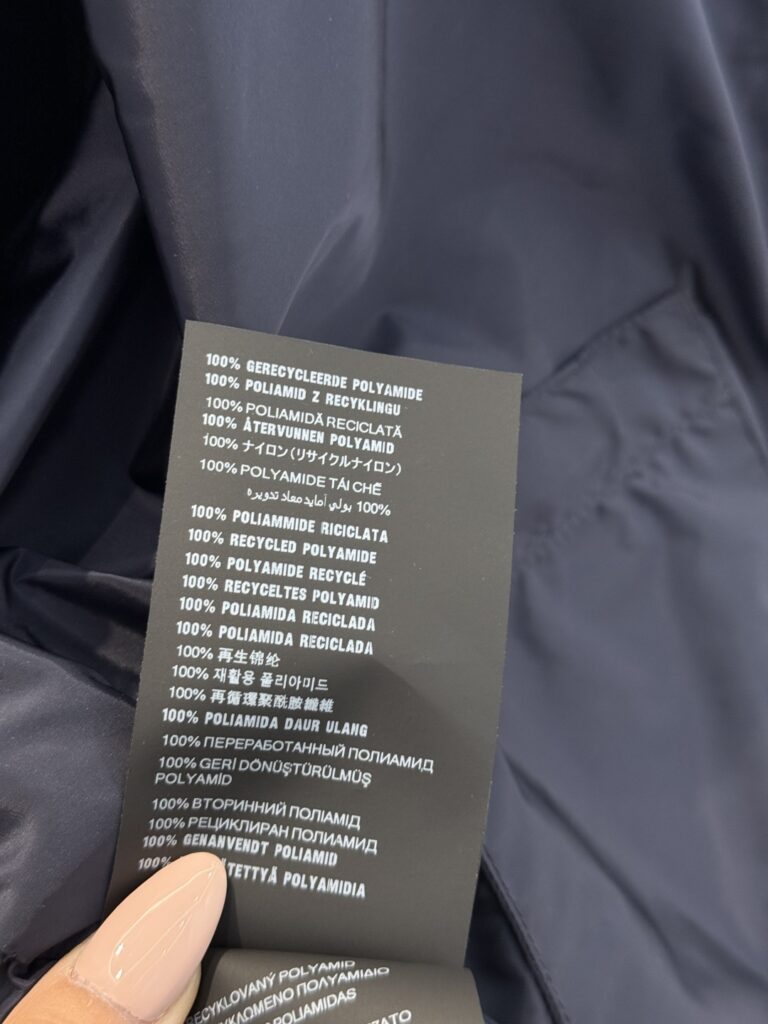 100% GERECYCLEERDE POLYAMIDE
100% POLIAMID Z RECYKLINGU
100% POLIAMIDĂ RECICLATĂ
100% ÅTERVUNNEN POLYAMID
100% ナイロン(リサイクルナイロン)
100% POLYAMIDE TÁI CHẾ
100% بولي أمايد معاد تدويره
100% POLIAMMIDE RICICLATA
100% RECYCLED POLYAMIDE
100% POLYAMIDE RECYCLÉ
100% RECYCELTES POLYAMID
100% POLIAMIDA RECICLADA
100% POLIAMIDA RECICLADA
100% 再生锦纶
100% 재활용 폴리아미드
100% 再循環聚酰胺纖維
100% POLIAMIDA DAUR ULANG
100% ПЕРЕРАБОТАННЫЙ ПОЛИАМИД
100% GERİ DÖNÜŞTÜRÜLMÜŞ
POLYAMİD
100% ВТОРИННИЙ ПОЛІАМІД
100% РЕЦИКЛИРАН ПОЛИАМИД
100% GENANVENDT POLIAMID
100% POLYAMIDIA
POLYAMID
ΠΟΛΥΑΜΙΔΙΟ
POLIAMIDAS